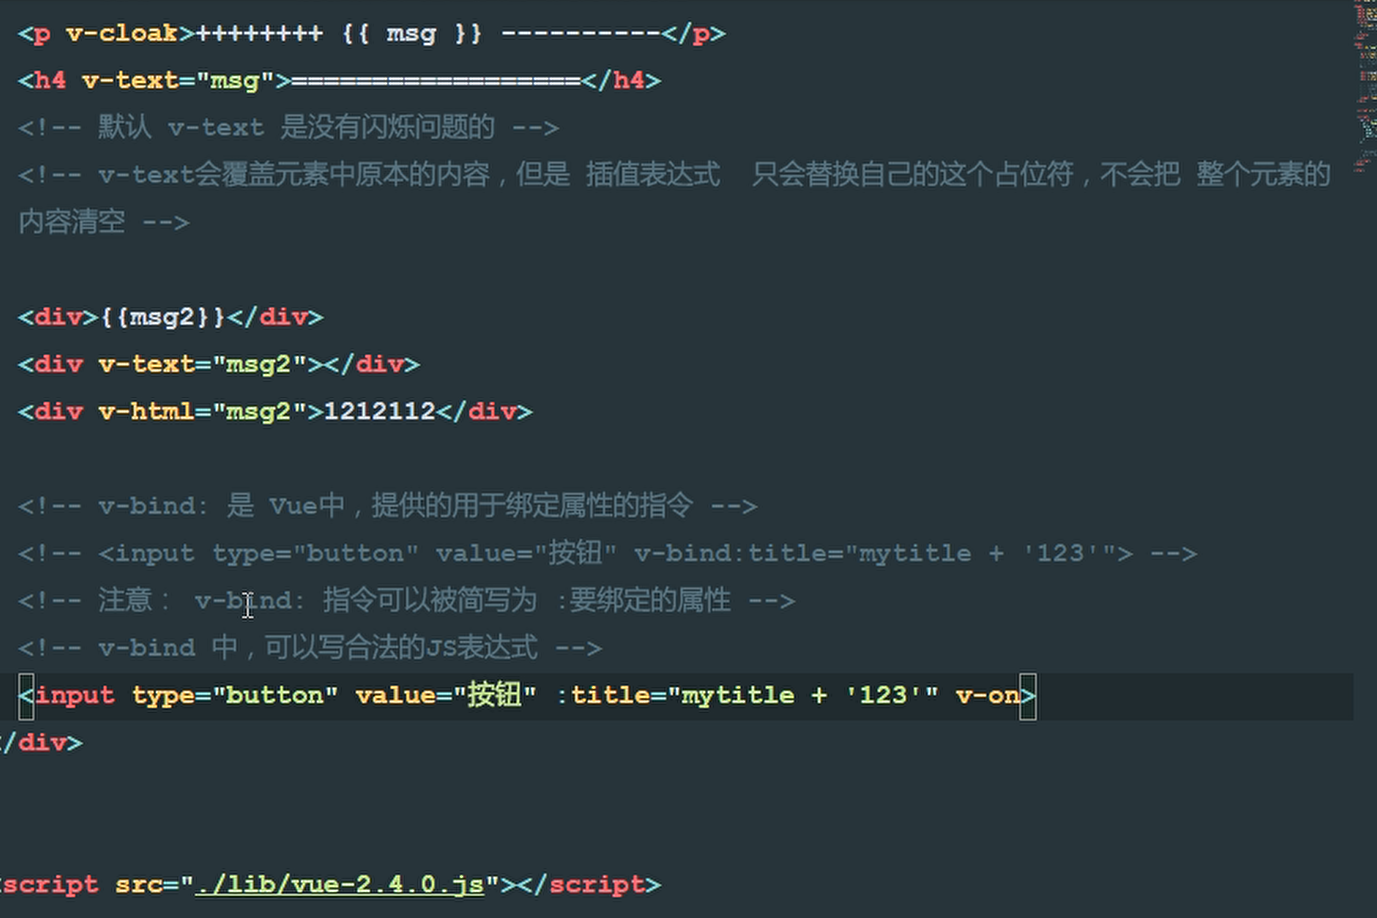 <p v-cloak>++++++++ {{ msg }} ----------</p>
<h4 v-text="msg">==================</h4>
<!-- 默认 v-text 是没有闪烁问题的 -->
<!-- v-text会覆盖元素中原本的内容，但是 插值表达式  只会替换自己的这个占位符，不会把 整个元素的
内容清空 -->
<div>{{msg2}}</div>
<div v-text="msg2"></div>
<div v-html="msg2">1212112</div>
<!-- v-bind: 是 Vue中，提供的用于绑定属性的指令 -->
<!-- <input type="button" value="按钮" v-bind:title="mytitle + '123'"> -->
<!-- 注意： v-bind: 指令可以被简写为 :要绑定的属性 -->
<!-- v-bind 中，可以写合法的JS表达式 -->
<input type="button" value="按钮" :title="mytitle + '123'" v-on>
/div>
script src="./lib/vue-2.4.0.js"></script>